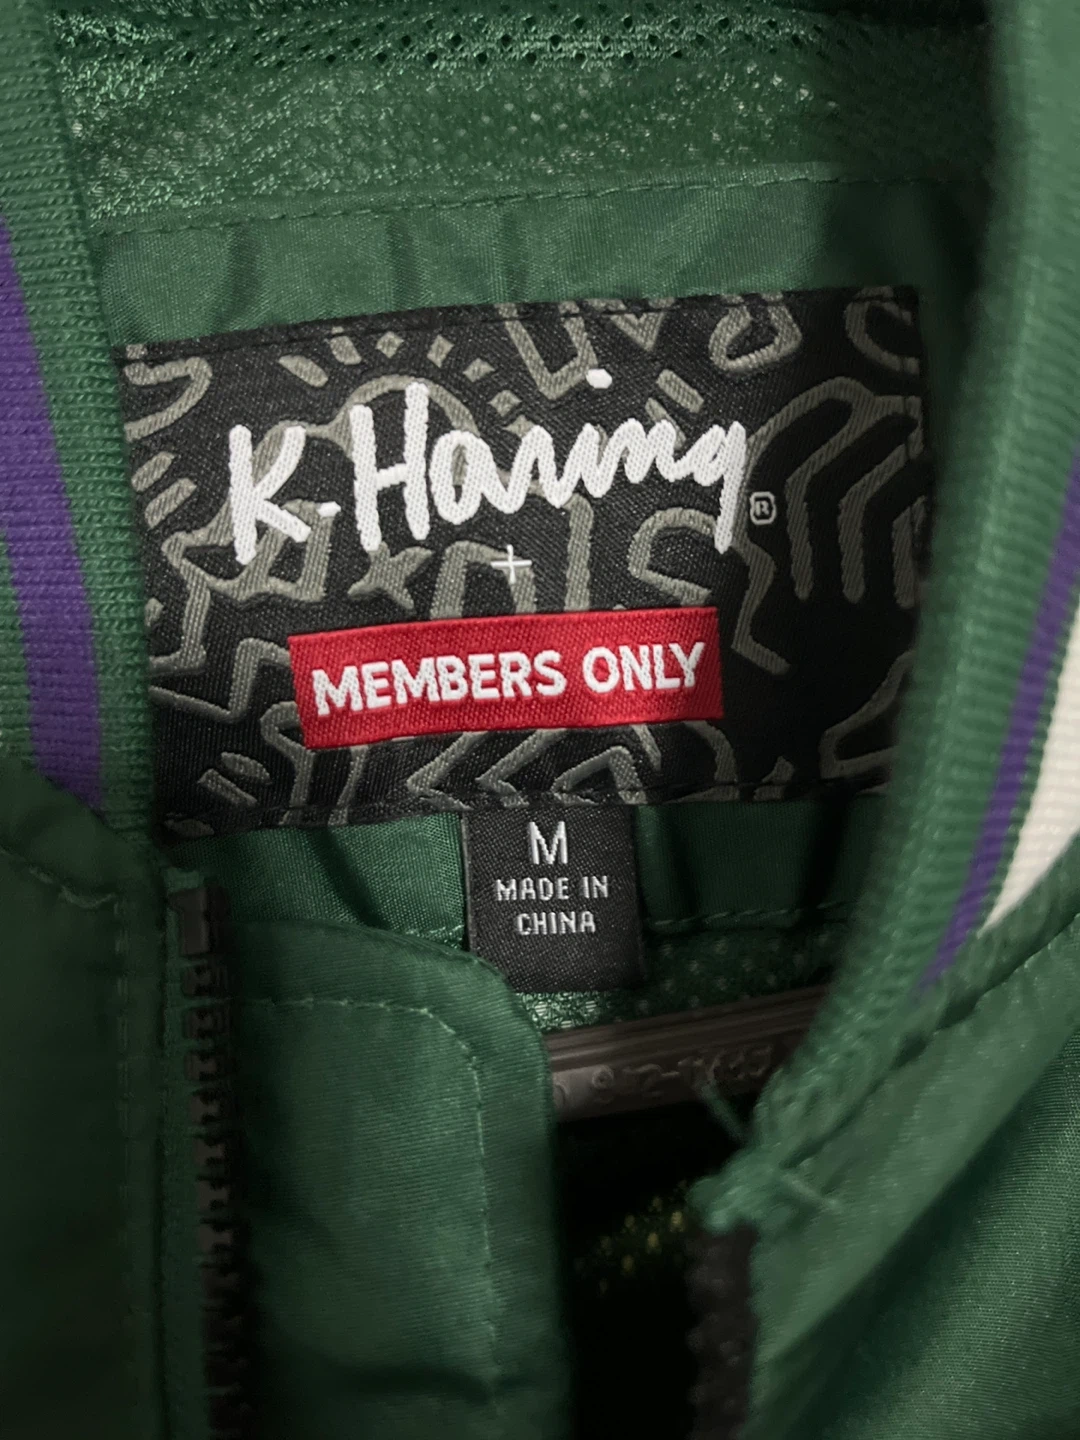 K. Haring ®
+
MEMBERS ONLY
M
MADE IN
CHINA